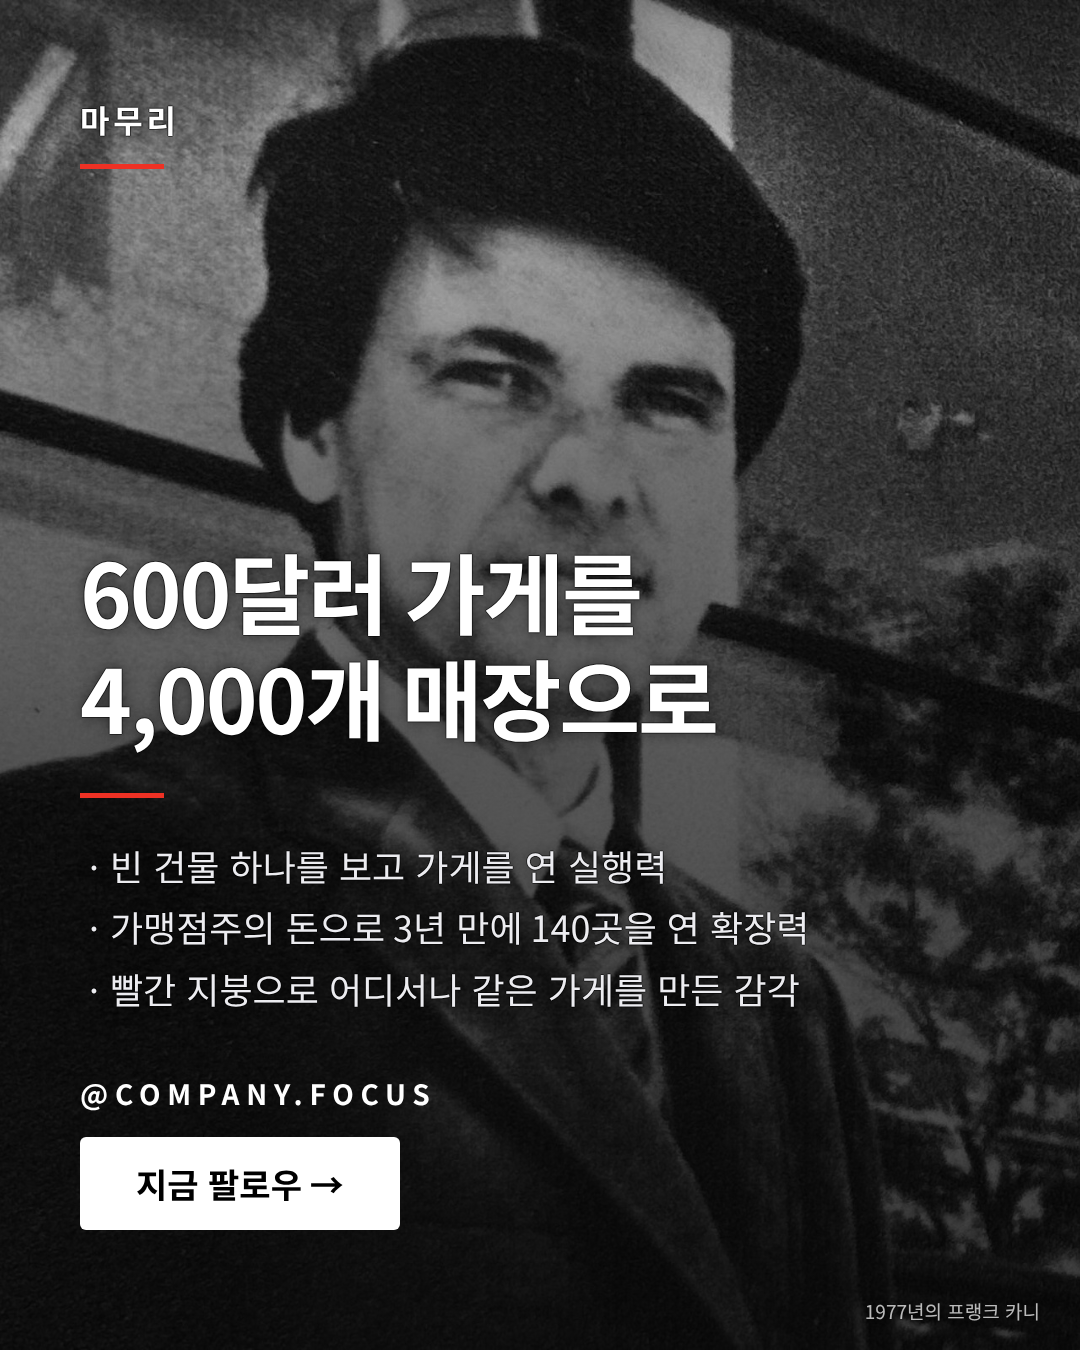 마무리
600달러 가게를
4,000개 매장으로
· 빈 건물 하나를 보고 가게를 연 실행력
· 가맹점주의 돈으로 3년 만에 140곳을 연 확장력
· 빨간 지붕으로 어디서나 같은 가게를 만든 감각
@COMPANY.FOCUS
지금 팔로우 →
1977년의 프랭크 카니